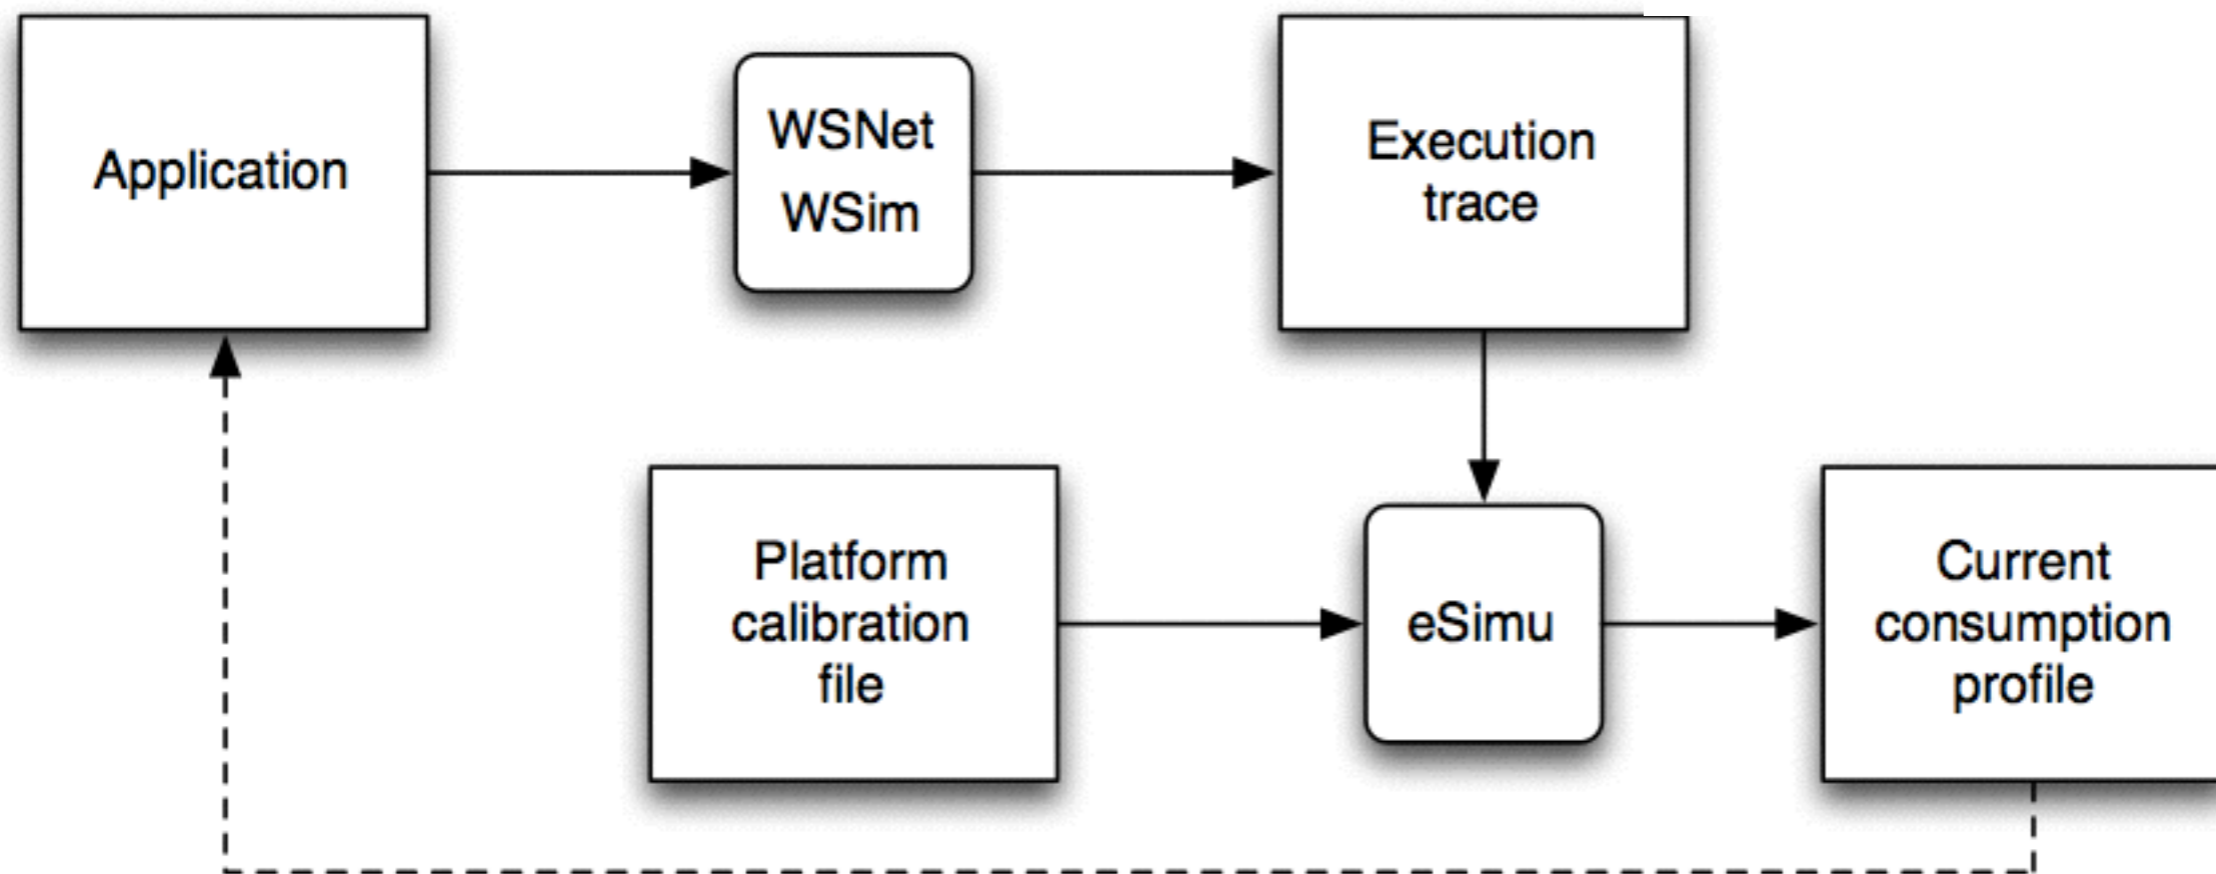 Application
WSNet
WSim
Execution
trace
Platform
calibration
file
eSimu
Current
consumption
profile